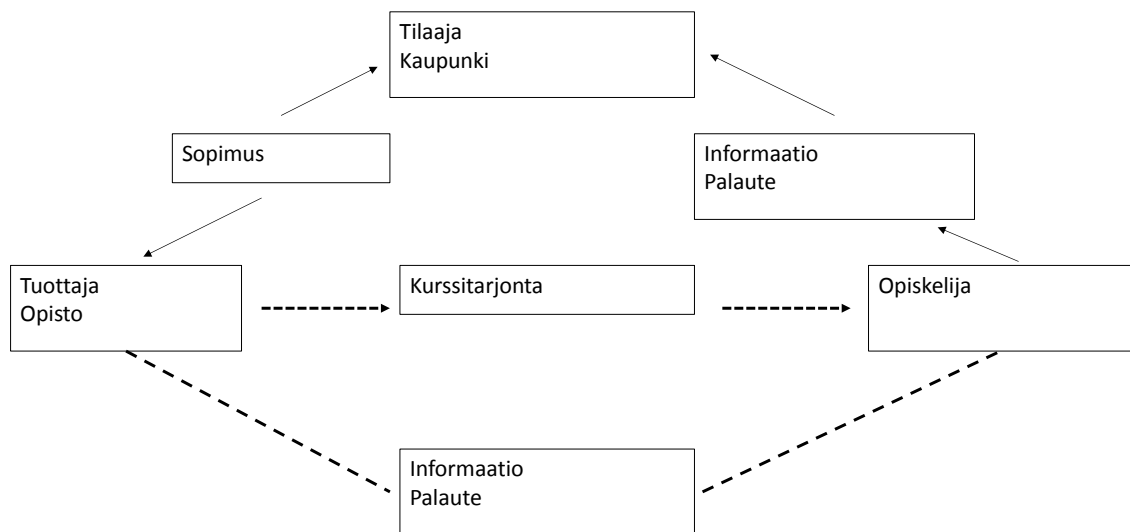 Tilaaja
Kaupunki
Sopimus
Informaatio
Palaute
Tuottaja
Opisto
Kurssitarjonta
Opiskelija
Informaatio
Palaute